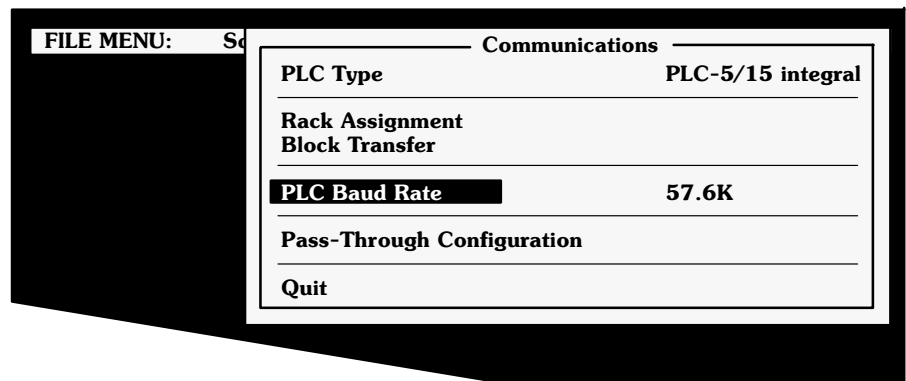 FILE MENU:
Communications
PLC Type PLC-5/15 integral
Rack Assignment
Block Transfer
PLC Baud Rate 57.6K
Pass-Through Configuration
Quit